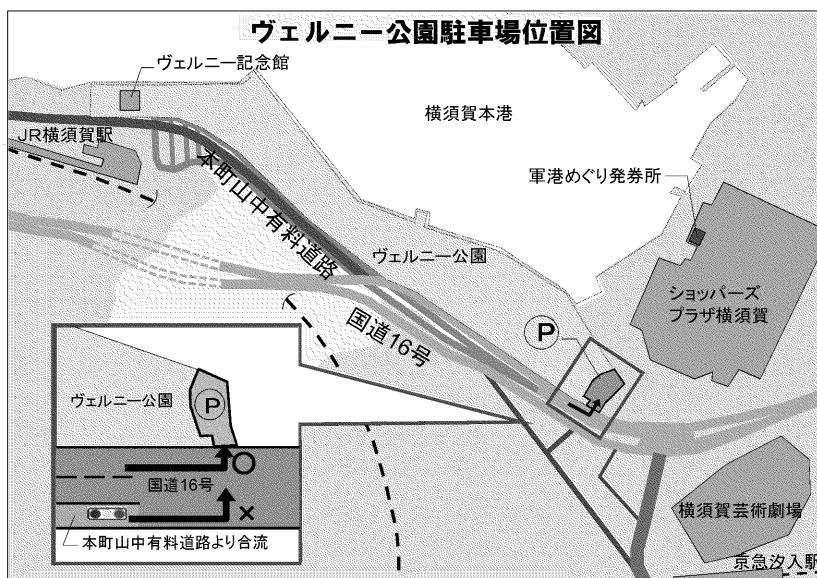 ヴェルニー公園駐車場位置図
ヴェルニー記念館
横須賀本港
JR横須賀駅
軍港めぐり発券所
本町山中有料道路
ヴェルニー公園
ショッパーズ
プラザ横須賀
国道16号
P
ヴェルニー公園
P
国道16号
×
本町山中有料道路より合流
横須賀芸術劇場
京急汐入駅